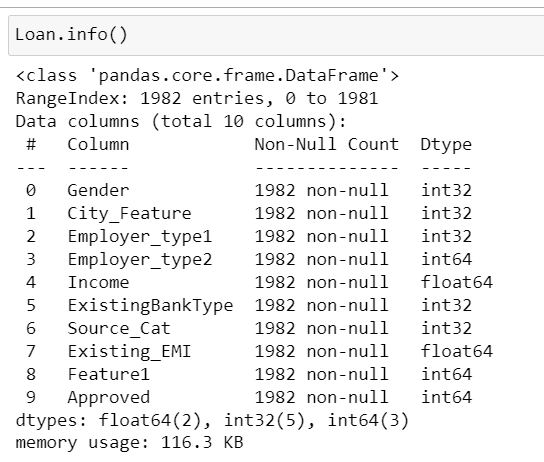 Loan.info()
<class 'pandas.core.frame.DataFrame'>
RangeIndex: 1982 entries, 0 to 1981
Data columns (total 10 columns):
 #   Column            Non-Null Count  Dtype
---  ------            --------------  -----
 0   Gender            1982 non-null   int32
 1   City_Feature      1982 non-null   int32
 2   Employer_type1    1982 non-null   int32
 3   Employer_type2    1982 non-null   int64
 4   Income            1982 non-null   float64
 5   ExistingBankType  1982 non-null   int32
 6   Source_Cat        1982 non-null   int32
 7   Existing_EMI      1982 non-null   float64
 8   Feature1          1982 non-null   int64
 9   Approved          1982 non-null   int64
dtypes: float64(2), int32(5), int64(3)
memory usage: 116.3 KB